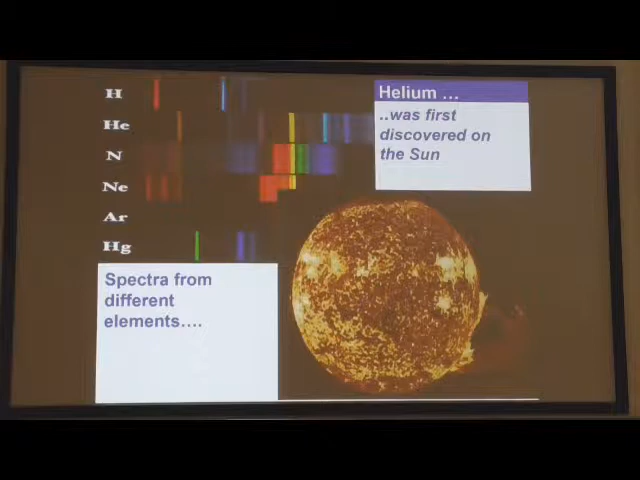 H
He
N
Ne
Ar
Hg
Helium ...
..was first
discovered on
the Sun
Spectra from
different
elements....